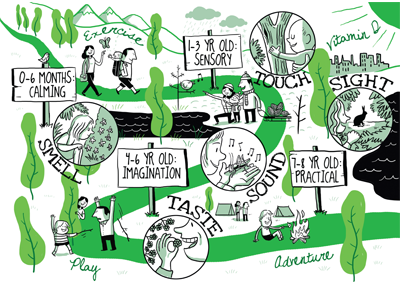 Exercise
1-3 YR OLD:
SENSORY
Vitamin D
0-6 MONTHS:
CALMING
TOUCH
SIGHT
SMELL
4-6 YR OLD:
IMAGINATION
SOUND
7-8 YR OLD:
PRACTICAL
TASTE
Play
Adventure